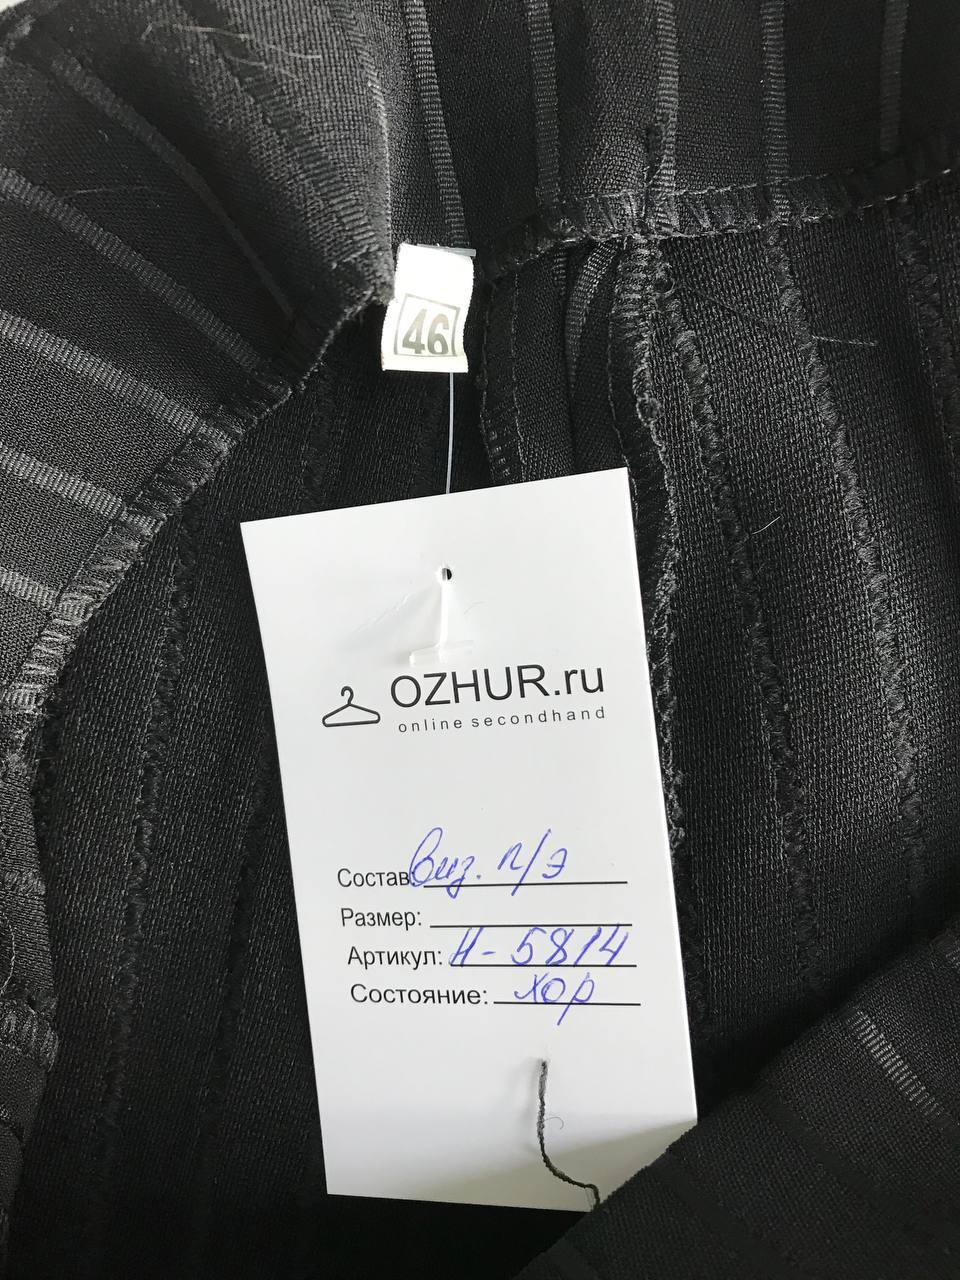 46
OZHUR.ru
online secondhand
Состав: Виз. п/э
Размер:
Артикул: Н-5814
Состояние: хор